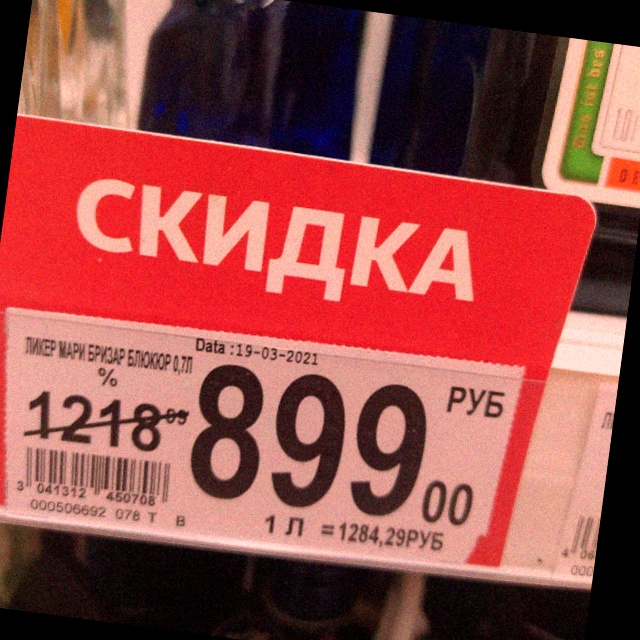 СКИДКА
ЛИКЕР МАРИ БРИЗАР БЛЮКЮР 0,7Л
Data :19-03-2021
%
1218
899 00
РУБ
3 041312 450708
000506692 078 Т В
1 Л =1284,29РУБ